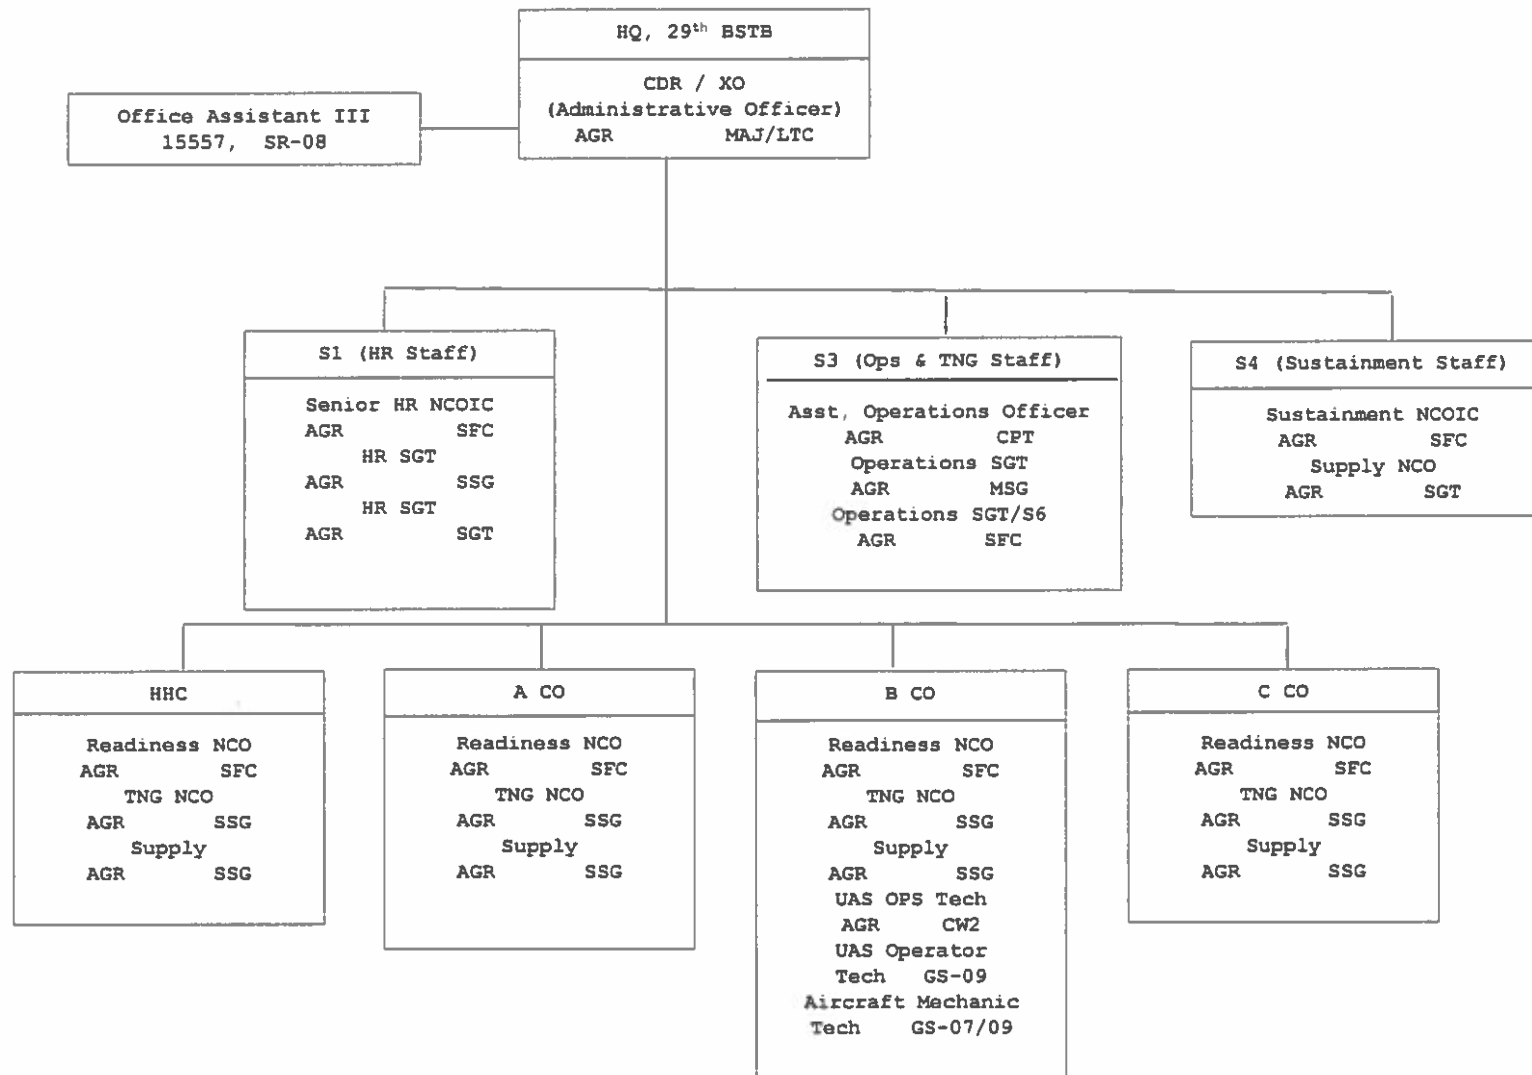 HQ, 29th BSTB
CDR / XO
(Administrative Officer)
AGR MAJ/LTC
Office Assistant III
15557, SR-08
S1 (HR Staff)
Senior HR NCOIC
AGR SFC
HR SGT
AGR SSG
HR SGT
AGR SGT
S3 (Ops & TNG Staff)
Asst. Operations Officer
AGR CPT
Operations SGT
AGR MSG
Operations SGT/S6
AGR SFC
S4 (Sustainment Staff)
Sustainment NCOIC
AGR SFC
Supply NCO
AGR SGT
HHC
Readiness NCO
AGR SFC
TNG NCO
AGR SSG
Supply
AGR SSG
A CO
Readiness NCO
AGR SFC
TNG NCO
AGR SSG
Supply
AGR SSG
B CO
Readiness NCO
AGR SFC
TNG NCO
AGR SSG
Supply
AGR SSG
UAS OPS Tech
AGR CW2
UAS Operator
Tech GS-09
Aircraft Mechanic
Tech GS-07/09
C CO
Readiness NCO
AGR SFC
TNG NCO
AGR SSG
Supply
AGR SSG